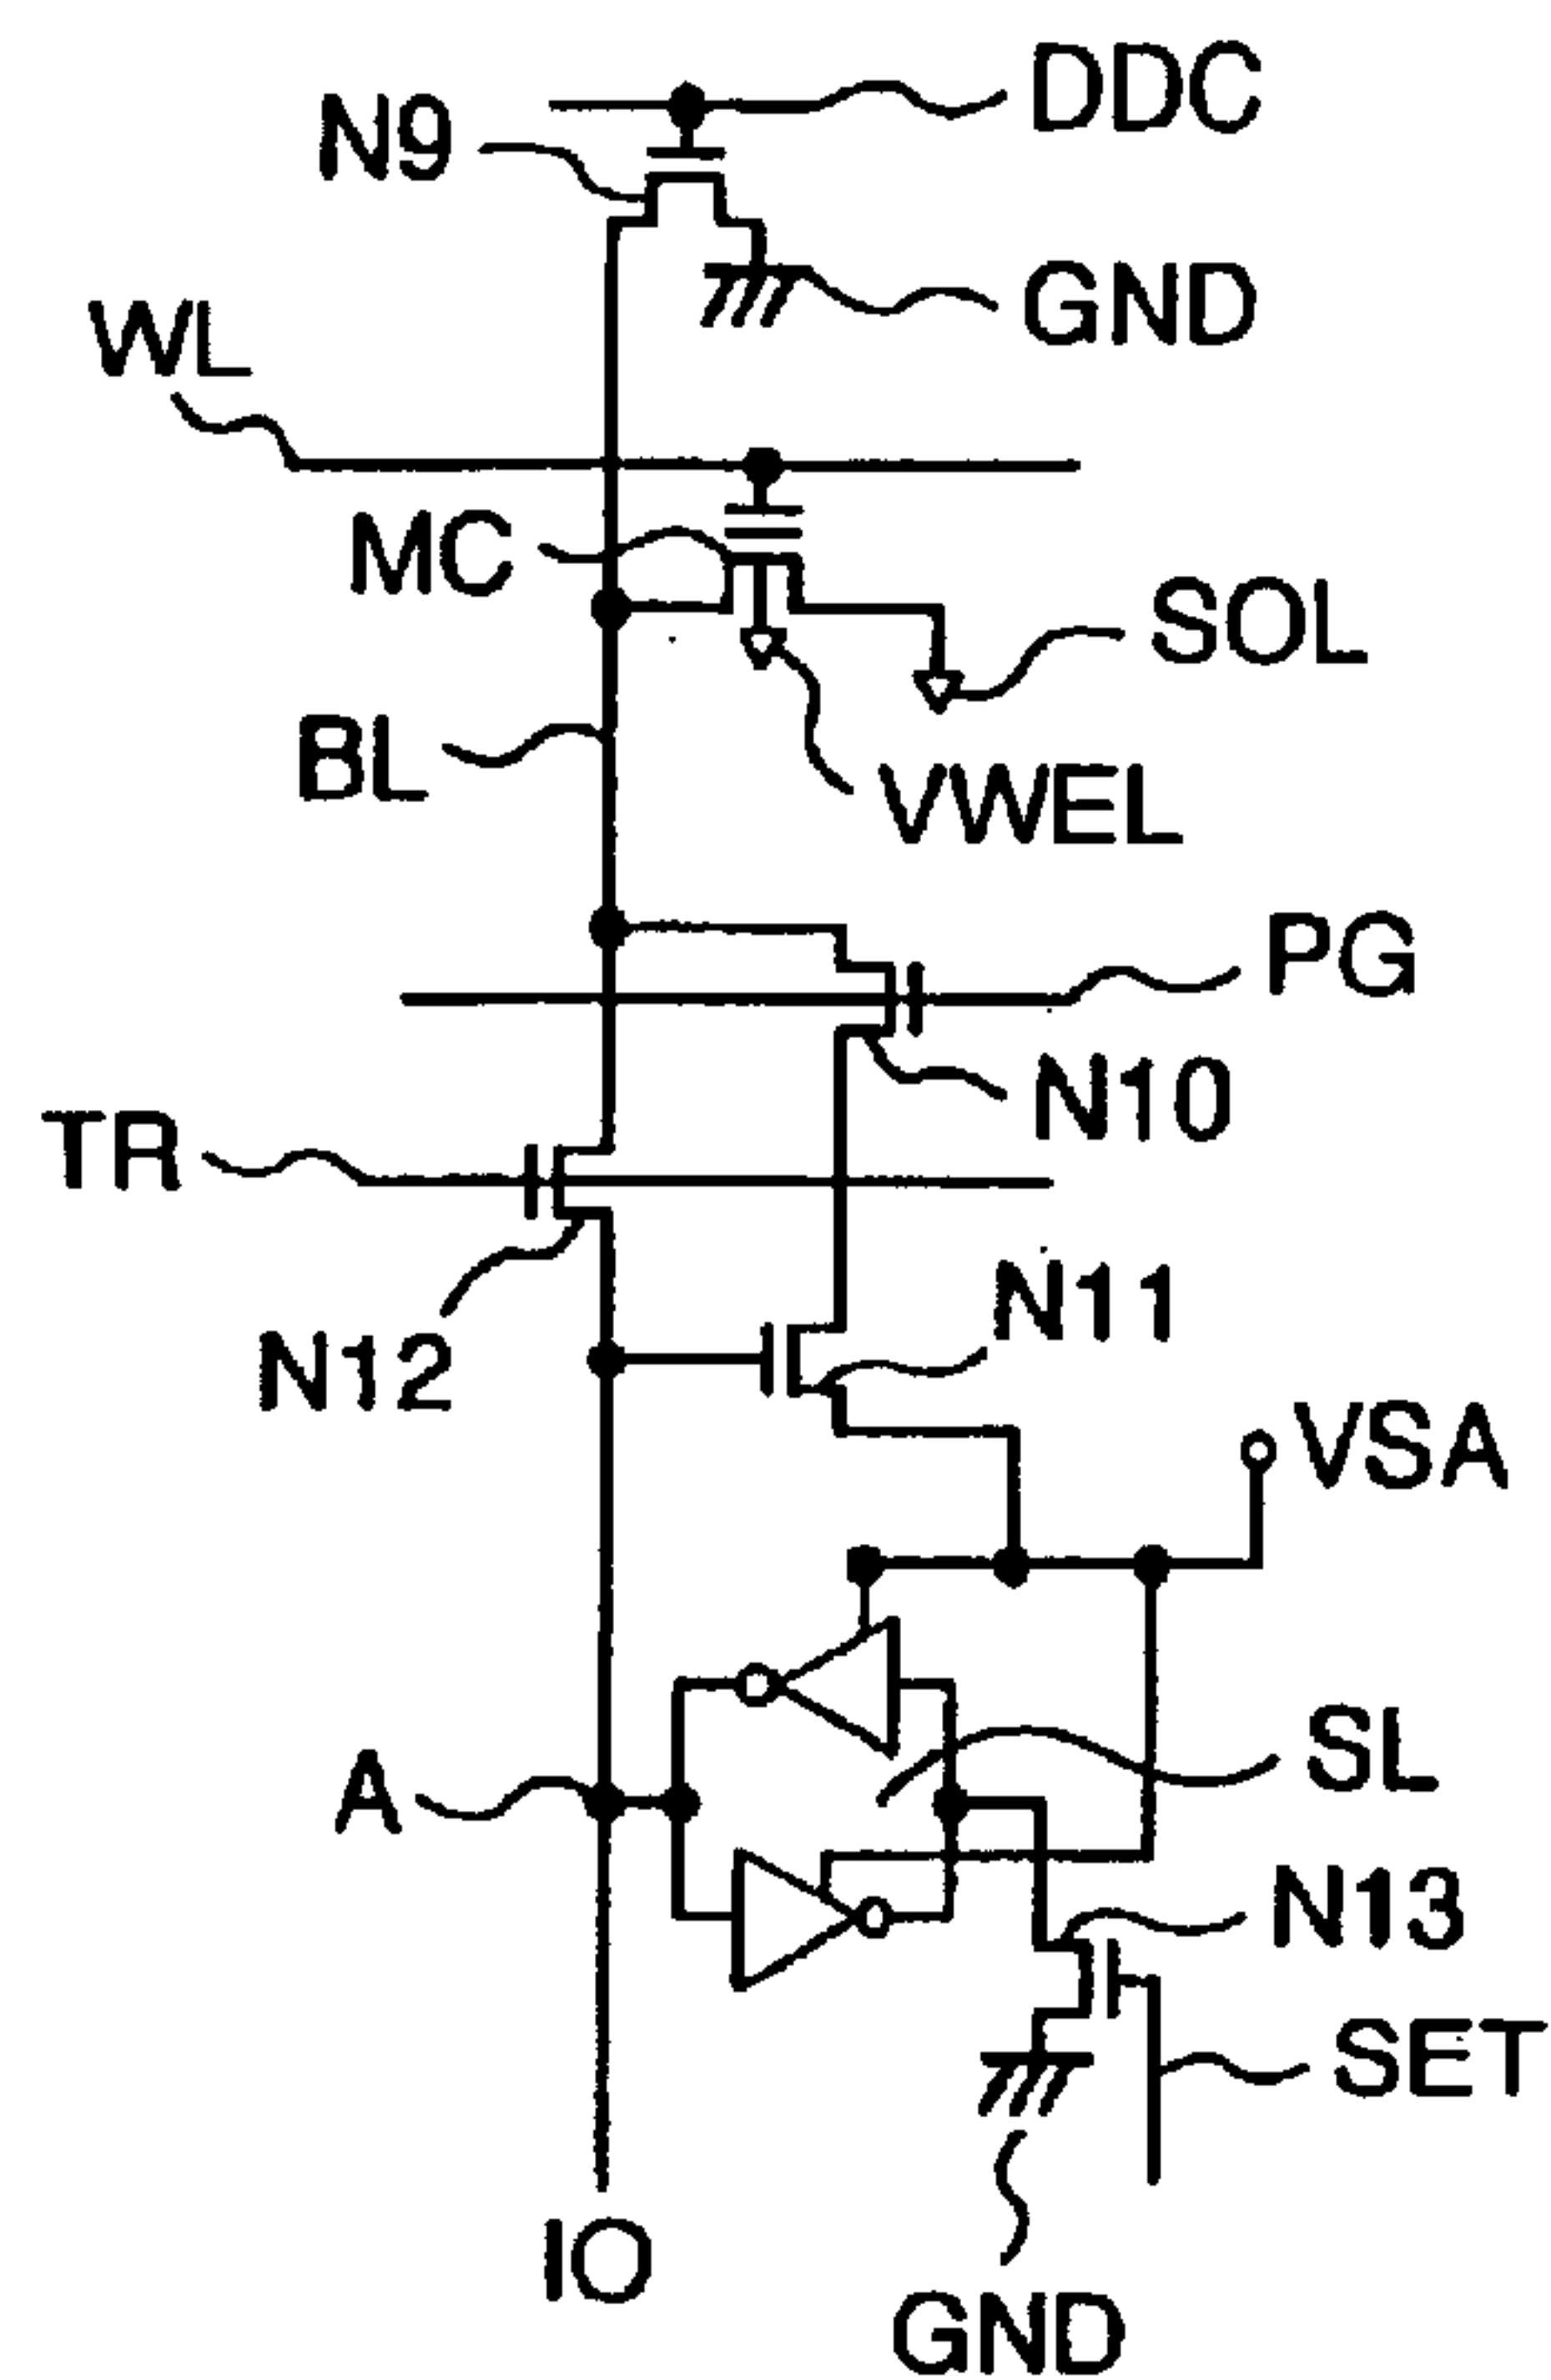 DDC
N9
GND
WL
MC
SOL
BL
VWEL
PG
N10
TR
N11
N12
VSA
SL
A
N13
SET
IO
GND